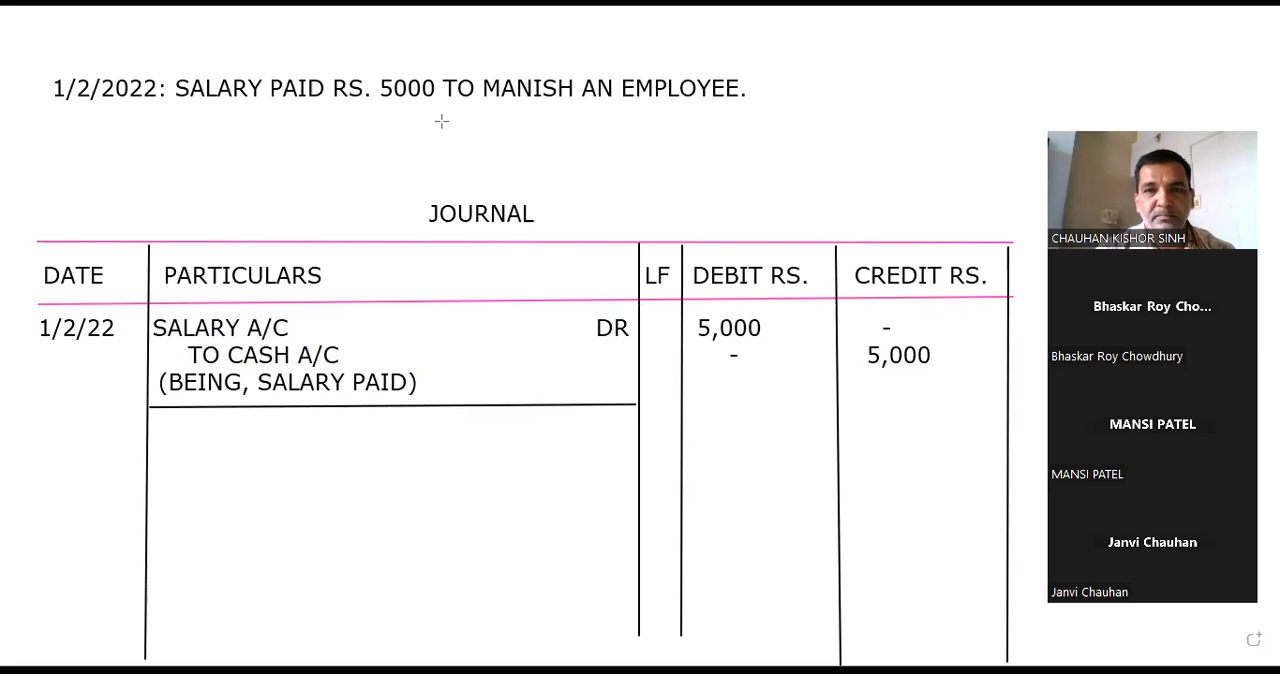 1/2/2022: SALARY PAID RS. 5000 TO MANISH AN EMPLOYEE.
JOURNAL
DATE PARTICULARS LF DEBIT RS. CREDIT RS.
1/2/22 SALARY A/C DR 5,000 -
TO CASH A/C - 5,000
(BEING, SALARY PAID)
CHAUHAN KISHOR SINH
Bhaskar Roy Cho...
Bhaskar Roy Chowdhury
MANSI PATEL
MANSI PATEL
Janvi Chauhan
Janvi Chauhan